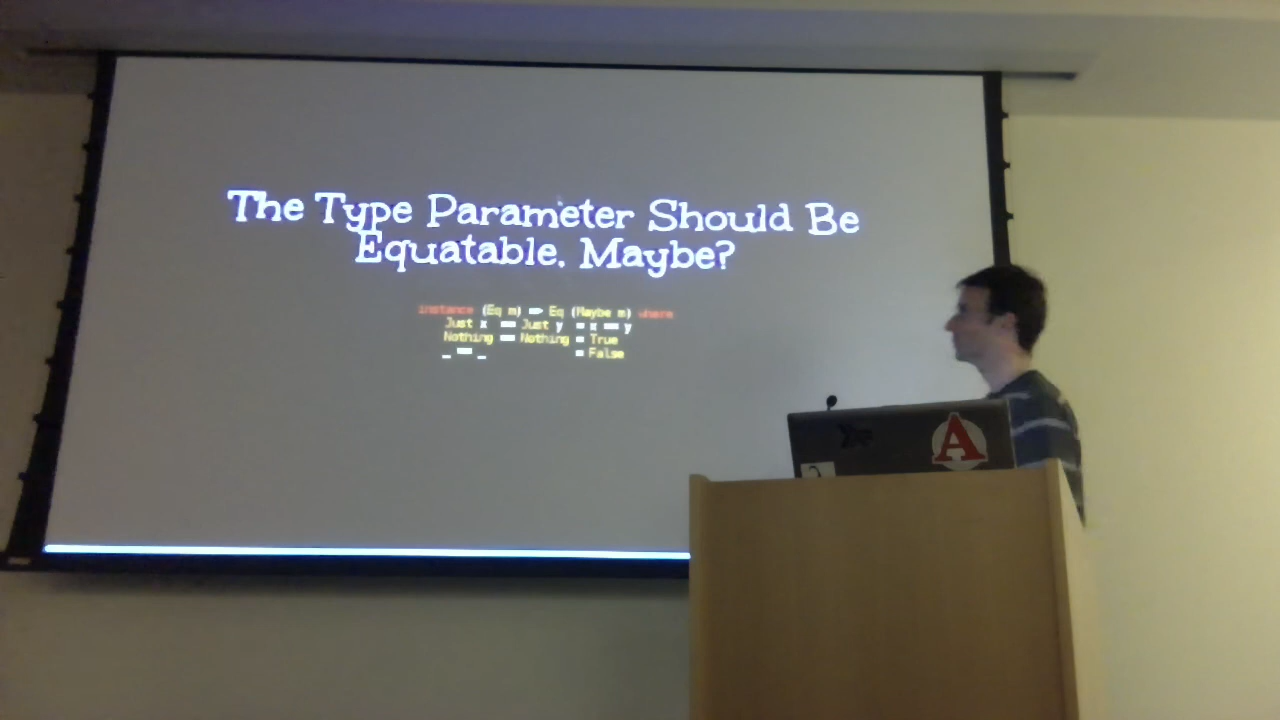 The Type Parameter Should Be
Equatable. Maybe?
instance (Eq m) => Eq (Maybe m) where
Just x == Just y = x == y
Nothing == Nothing = True
_ == _ = False
A